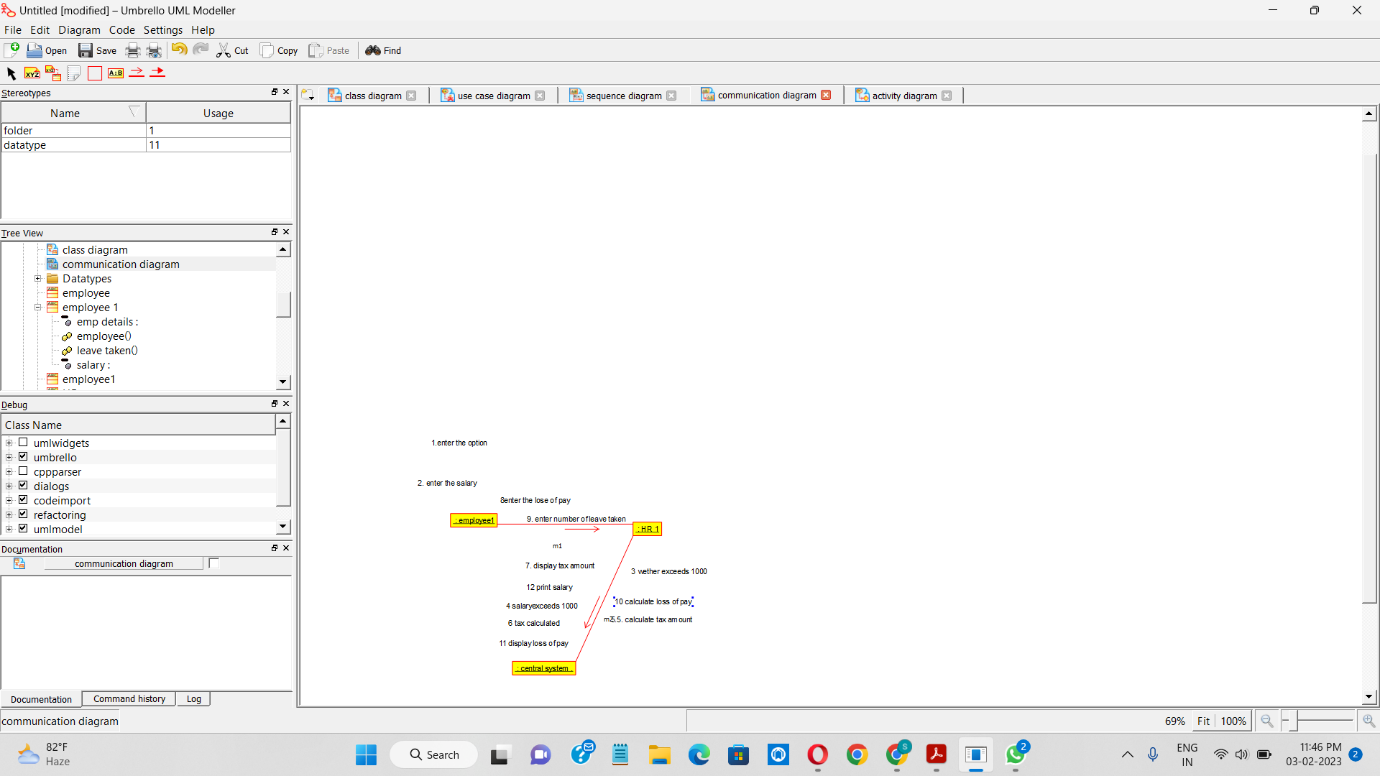 Untitled [modified] – Umbrello UML Modeller
File Edit Diagram Code Settings Help
Open Save Cut Copy Paste Find
XYZ A:B
Stereotypes
class diagram use case diagram sequence diagram communication diagram activity diagram
Name Usage
folder 1
datatype 11
Tree View
class diagram
communication diagram
Datatypes
employee
employee 1
emp details :
employee()
leave taken()
salary :
employee1
Debug
Class Name
umlwidgets
umbrello
cppparser
dialogs
codeimport
refactoring
umlmodel
Documentation
communication diagram
1.enter the option
2. enter the salary
8enter the lose of pay
: employee1
9. enter number of leave taken
: HR 1
m1
7. display tax amount
3 wether exceeds 1000
12 print salary
10 calculate loss of pay
4 salaryexceeds 1000
5. calculate tax amount
6 tax calculated
11 display loss of pay
: central system
Documentation Command history Log
communication diagram
69% Fit 100%
82°F
Haze
Search
S
2
ENG
IN
11:46 PM
03-02-2023
2